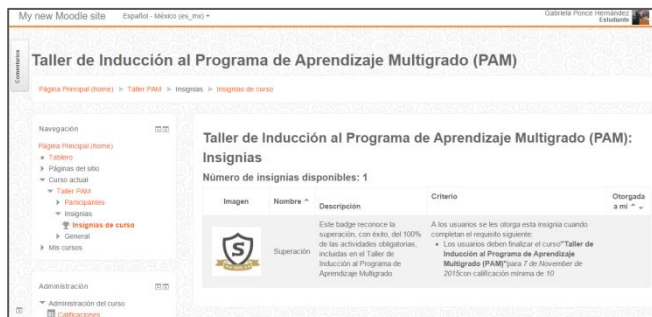 My new Moodle site Español - México (es_mx)
Gabriela Ponce Hernández
Estudiante
Comentarios
Taller de Inducción al Programa de Aprendizaje Multigrado (PAM)
Página Principal (home) Taller PAM Insignias Insignias de curso
Navegación
Página Principal (home)
Tablero
Páginas del sitio
Curso actual
Taller PAM
Participantes
Insignias
Insignias de curso
General
Mis cursos
Administración
Administración del curso
Calificaciones
Taller de Inducción al Programa de Aprendizaje Multigrado (PAM):
Insignias
Número de insignias disponibles: 1
Imagen Nombre Descripción Criterio Otorgada
a mí
S
Superación
Este badge reconoce la
superación, con éxito, del 100%
de las actividades obligatorias,
incluidas en el Taller de
Inducción al Programa de
Aprendizaje Multigrado.
A los usuarios se les otorga esta insignia cuando
completan el requisito siguiente:
Los usuarios deben finalizar el curso"Taller de
Inducción al Programa de Aprendizaje
Multigrado (PAM)"para 7 de November de
2015con calificación mínima de 10